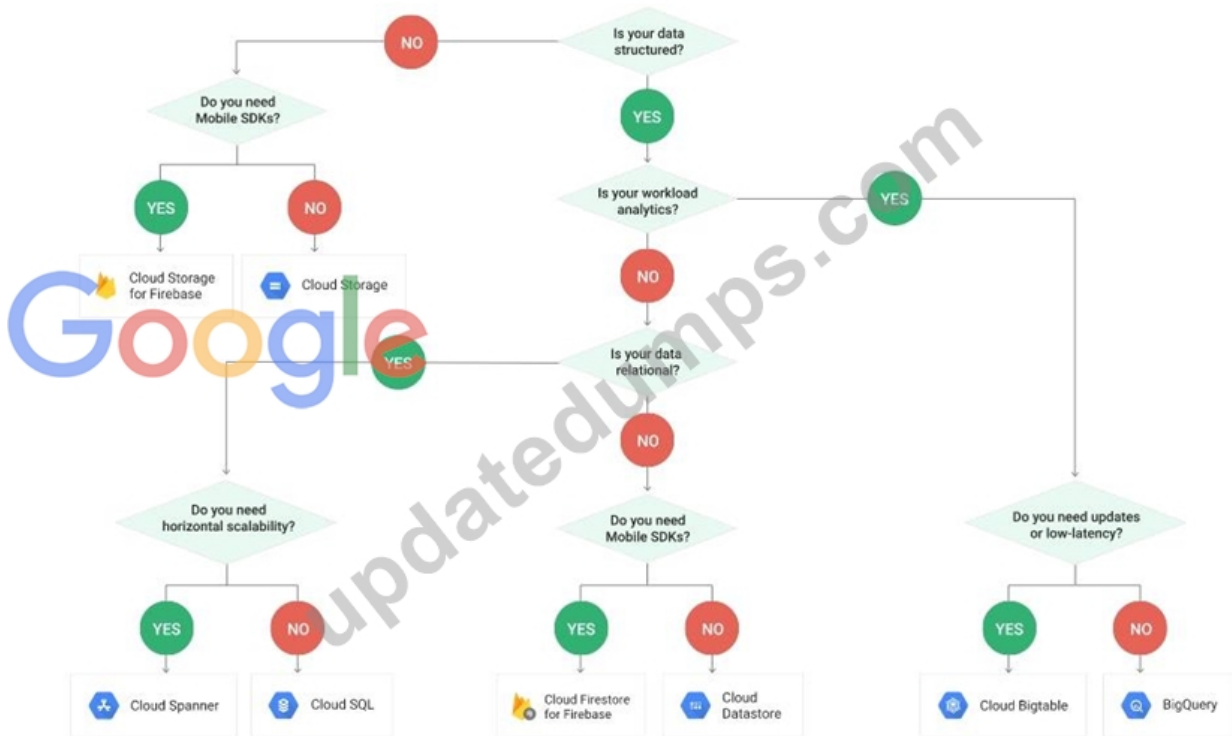 Is your data
structured?
NO
Do you need
Mobile SDKs?
YES
Is your workload
analytics?
YES
YES
NO
NO
Cloud Storage
for Firebase
Cloud Storage
Google
Is your data
relational?
YES
NO
updatedumps.com
Do you need
horizontal scalability?
Do you need
Mobile SDKs?
Do you need updates
or low-latency?
YES
NO
YES
NO
YES
NO
Cloud Spanner
Cloud SQL
Cloud Firestore
for Firebase
Cloud
Datastore
Cloud Bigtable
BigQuery